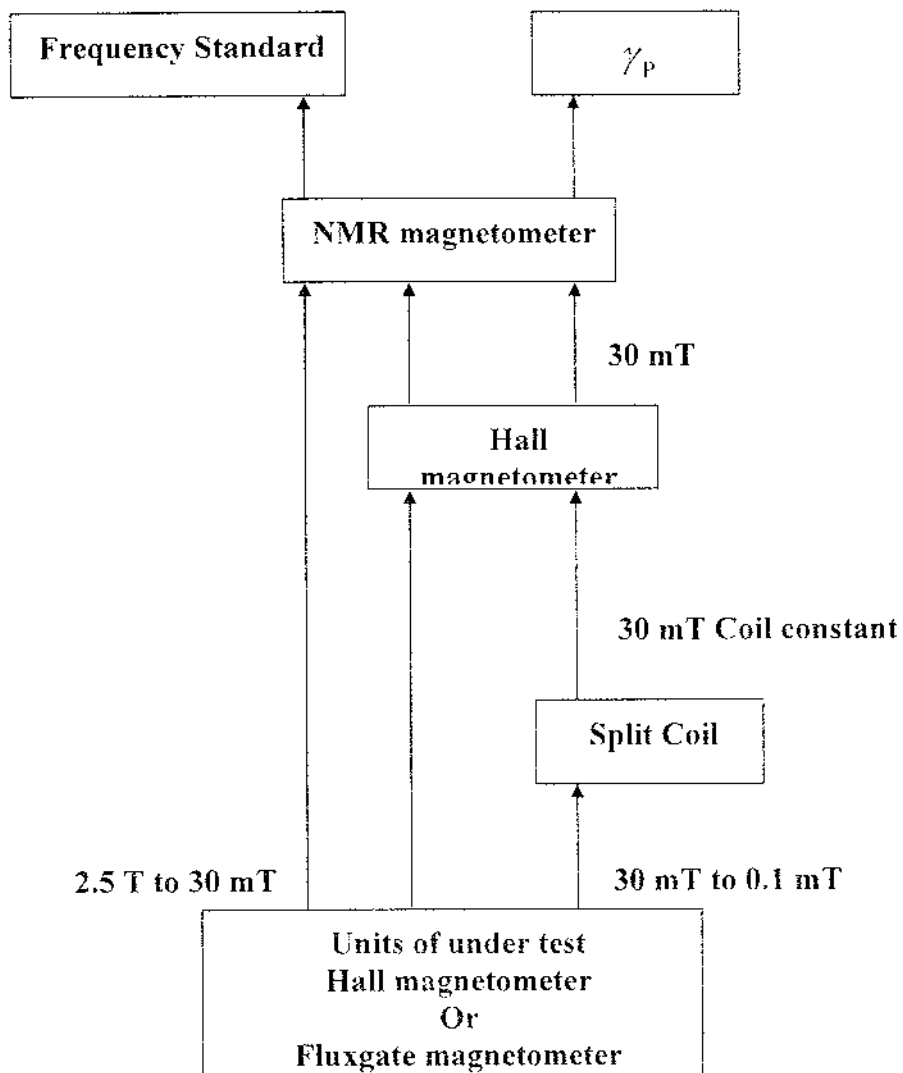 Frequency Standard
γp
NMR magnetometer
30 mT
Hall
magnetometer
30 mT Coil constant
Split Coil
2.5 T to 30 mT
30 mT to 0.1 mT
Units of under test
Hall magnetometer
Or
Fluxgate magnetometer